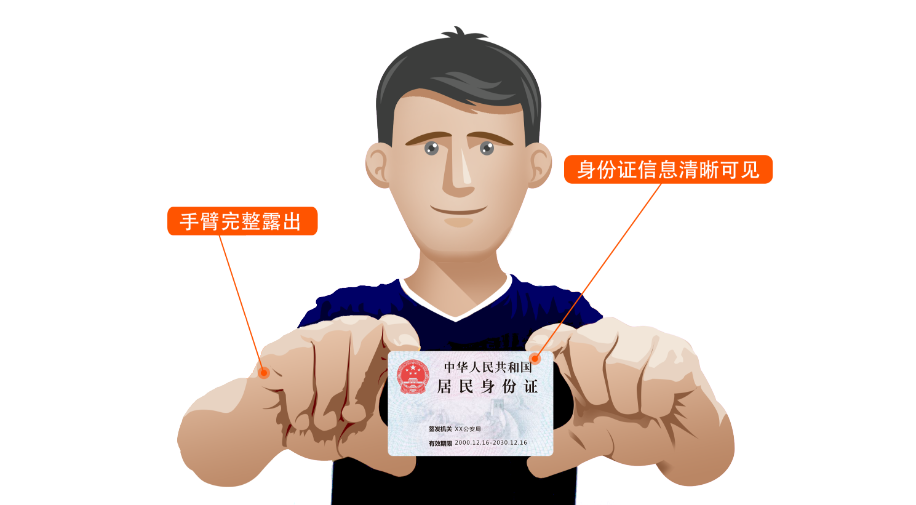 身份证信息清晰可见
手臂完整露出
中华人民共和国
居民身份证
签发机关 XX公安局
有效期限 2000.12.16-2030.12.16